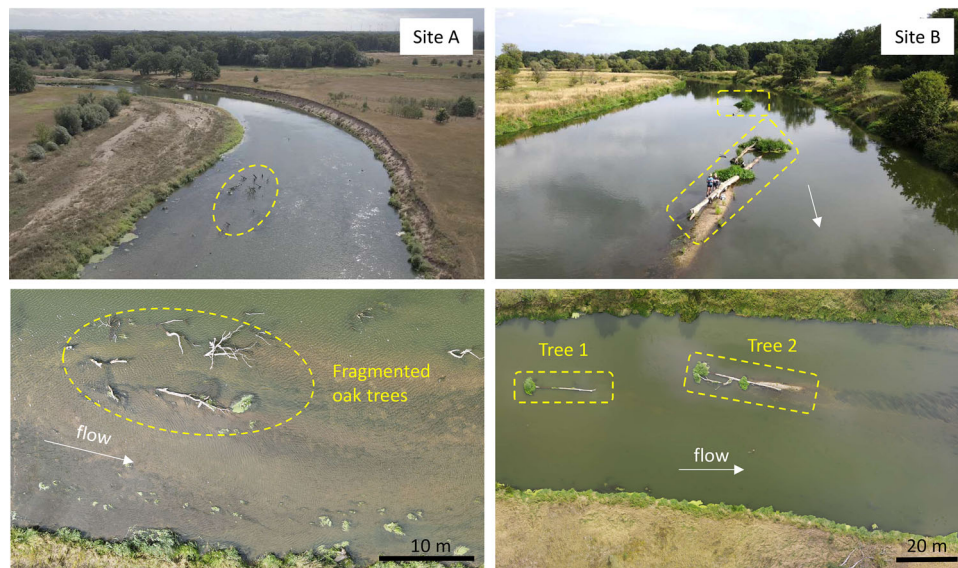 Site A
Site B
Fragmented
oak trees
flow
10 m
Tree 1
Tree 2
flow
20 m